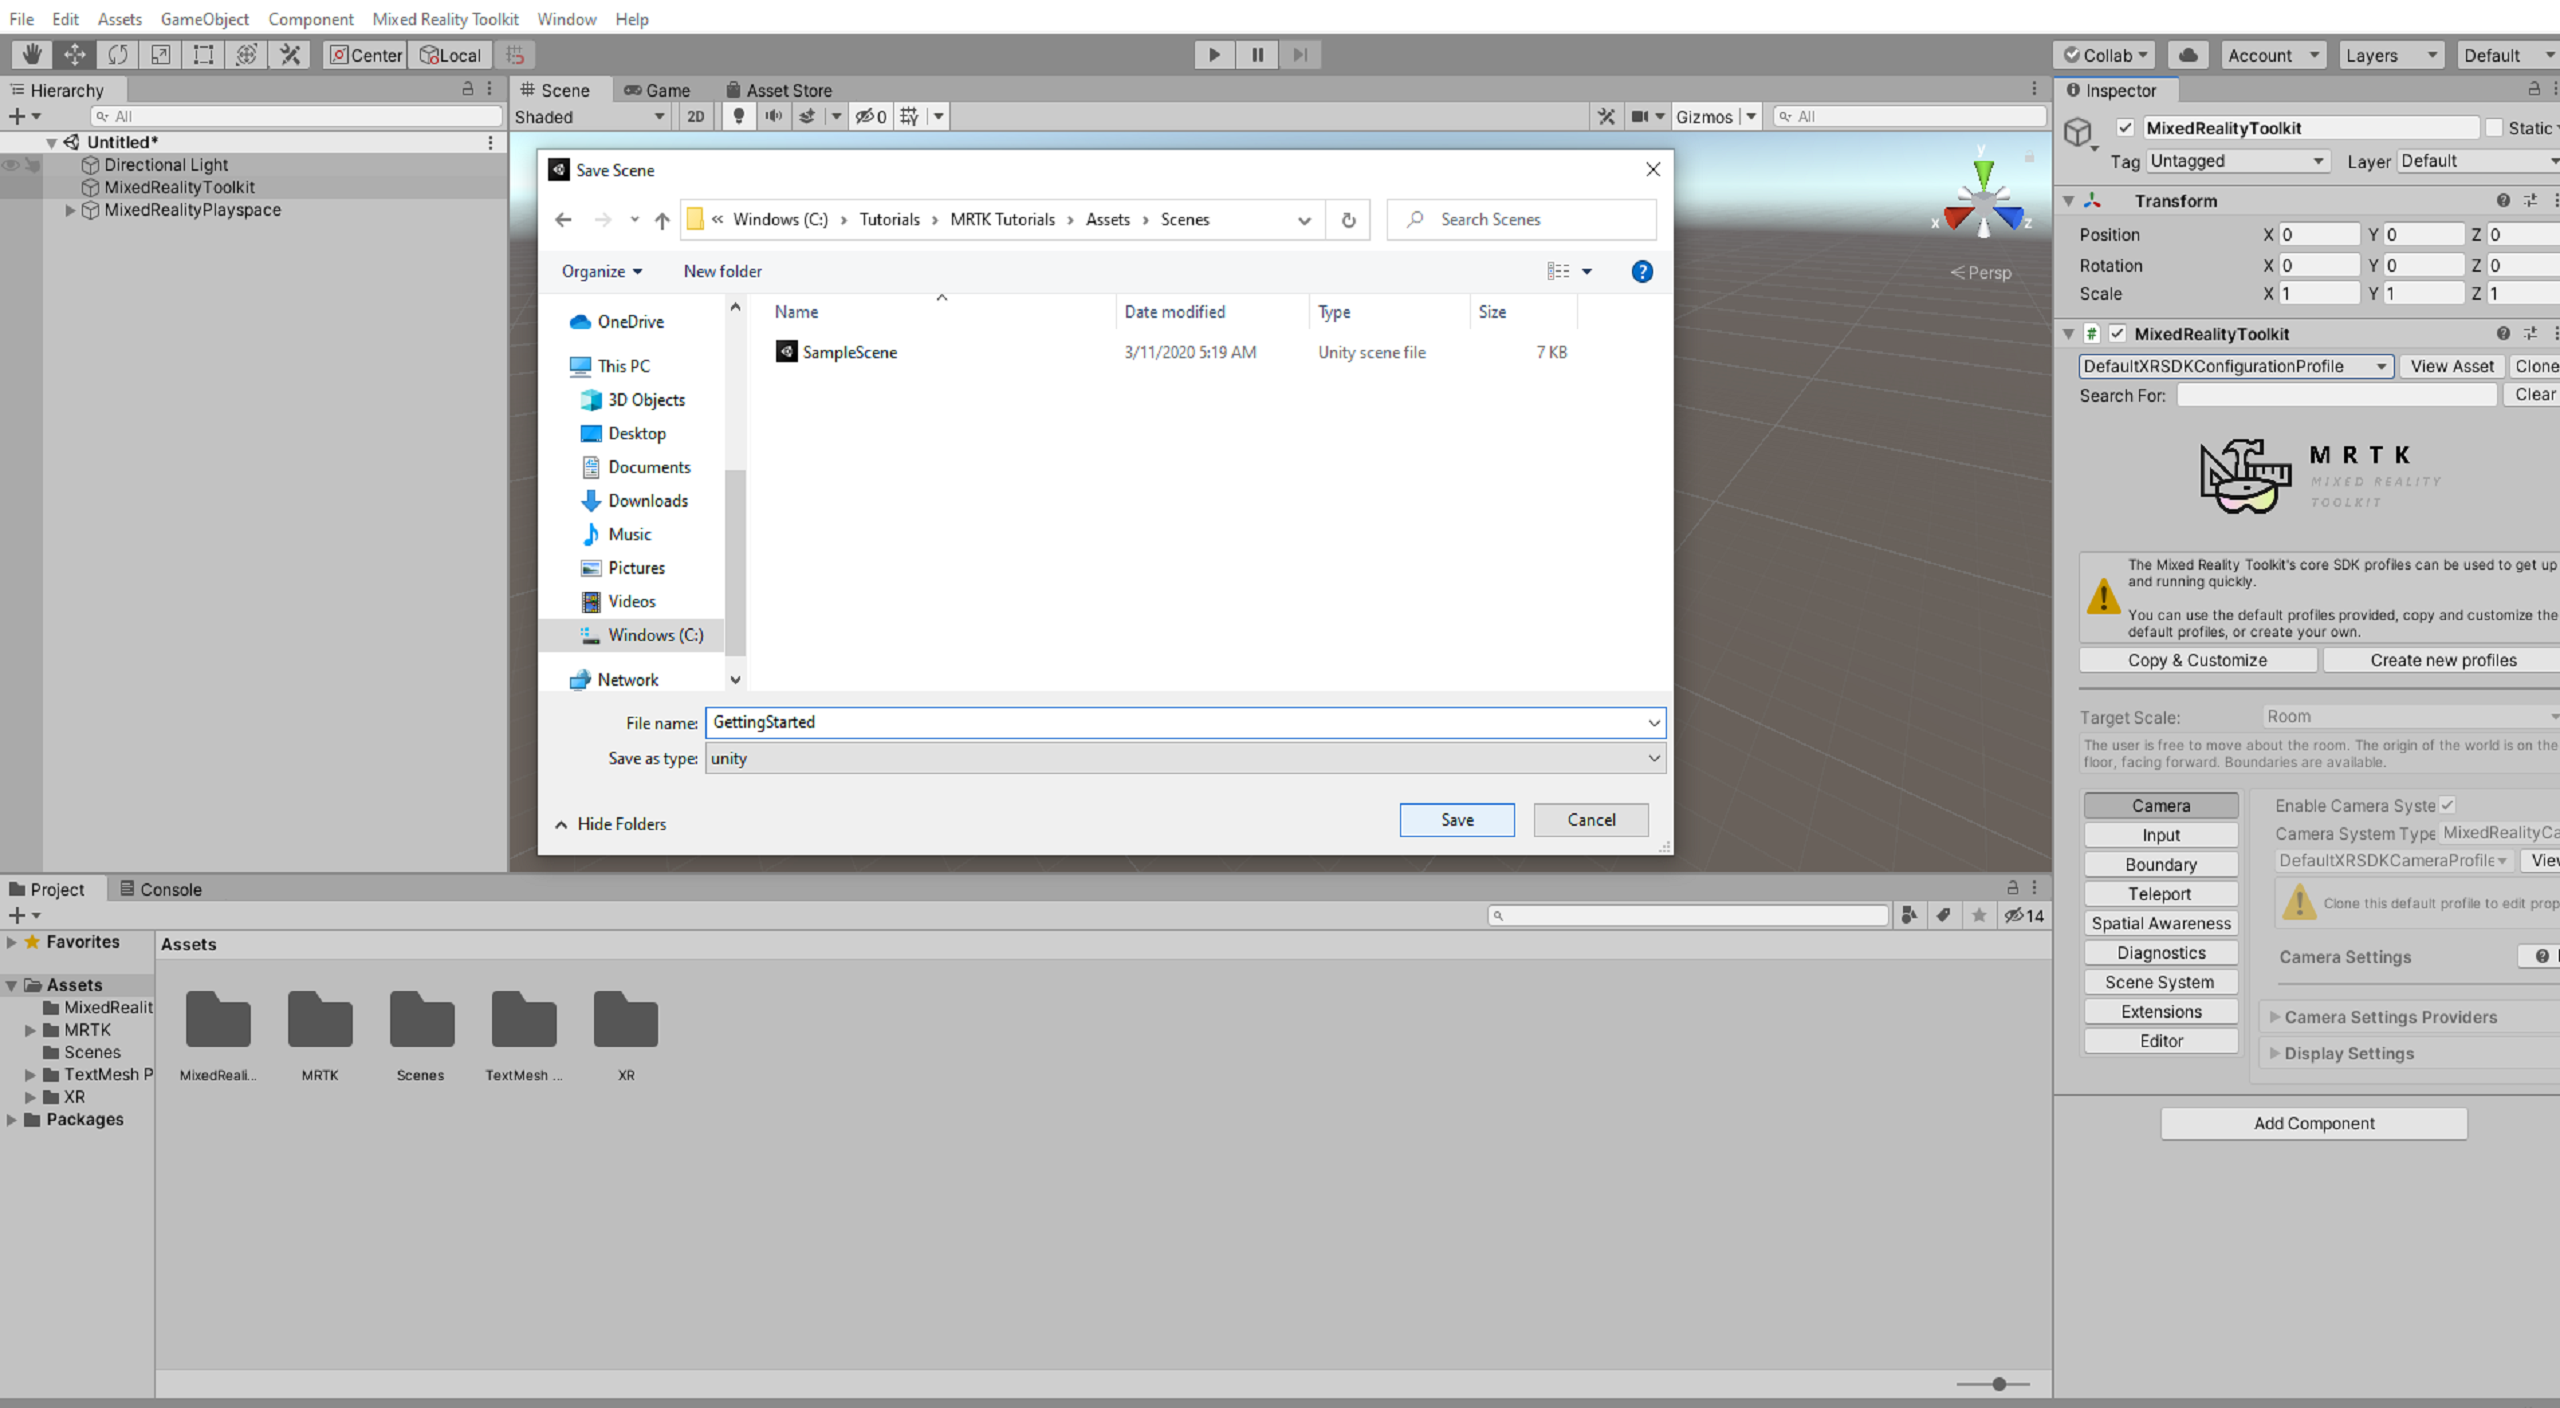 File Edit Assets GameObject Component Mixed Reality Toolkit Window Help
Center Local Collab Account Layers Default
Hierarchy
All
Untitled*
Directional Light
MixedRealityToolkit
MixedRealityPlayspace
Scene Game Asset Store
Shaded 2D 0 Gizmos All
y
x z
Persp
Save Scene
« Windows (C:) › Tutorials › MRTK Tutorials › Assets › Scenes
Search Scenes
Organize New folder
OneDrive
This PC
3D Objects
Desktop
Documents
Downloads
Music
Pictures
Videos
Windows (C:)
Network
Name Date modified Type Size
SampleScene 3/11/2020 5:19 AM Unity scene file 7 KB
File name: GettingStarted
Save as type: unity
Hide Folders
Save Cancel
Project Console
14
Favorites
Assets
MixedRealit
MRTK
Scenes
TextMesh P
XR
Packages
Assets
MixedReali... MRTK Scenes TextMesh ... XR
Inspector
MixedRealityToolkit Static
Tag Untagged Layer Default
Transform
Position X 0 Y 0 Z 0
Rotation X 0 Y 0 Z 0
Scale X 1 Y 1 Z 1
MixedRealityToolkit
DefaultXRSDKConfigurationProfile View Asset Clone
Search For: Clear
MRTK
MIXED REALITY
TOOLKIT
The Mixed Reality Toolkit's core SDK profiles can be used to get up
and running quickly.
You can use the default profiles provided, copy and customize the
default profiles, or create your own.
Copy & Customize Create new profiles
Target Scale: Room
The user is free to move about the room. The origin of the world is on the
floor, facing forward. Boundaries are available.
Camera
Input
Boundary
Teleport
Spatial Awareness
Diagnostics
Scene System
Extensions
Editor
Enable Camera Syste
Camera System Type MixedRealityCa
DefaultXRSDKCameraProfile View
Clone this default profile to edit prop
Camera Settings
Camera Settings Providers
Display Settings
Add Component